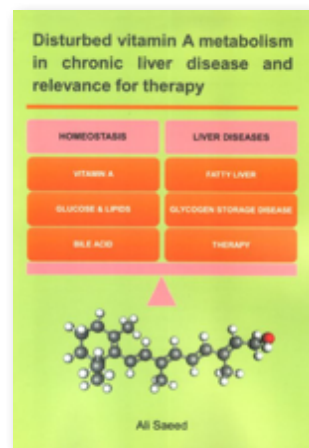 Disturbed vitamin A metabolism
in chronic liver disease and
relevance for therapy
HOMEOSTASIS
LIVER DISEASES
VITAMIN A
FATTY LIVER
GLUCOSE & LIPIDS
GLYCOGEN STORAGE DISEASE
BILE ACID
THERAPY
Ali Saeed